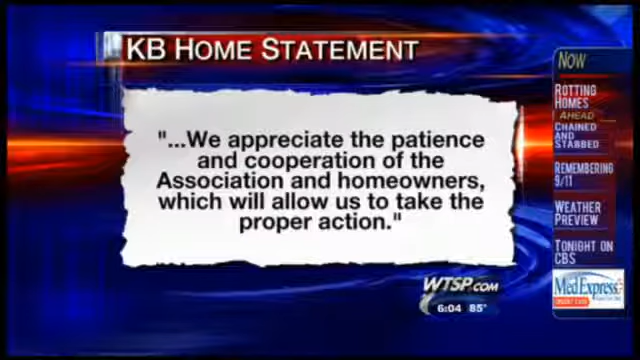 KB HOME STATEMENT
"...We appreciate the patience
and cooperation of the
Association and homeowners,
which will allow us to take the
proper action."
NOW
ROTTING
HOMES
AHEAD
CHAINED
AND
STABBED
REMEMBERING
9/11
WEATHER
PREVIEW
TONIGHT ON
CBS
MedExpress
URGENT CARE
WTSP.COM
6:04 85°